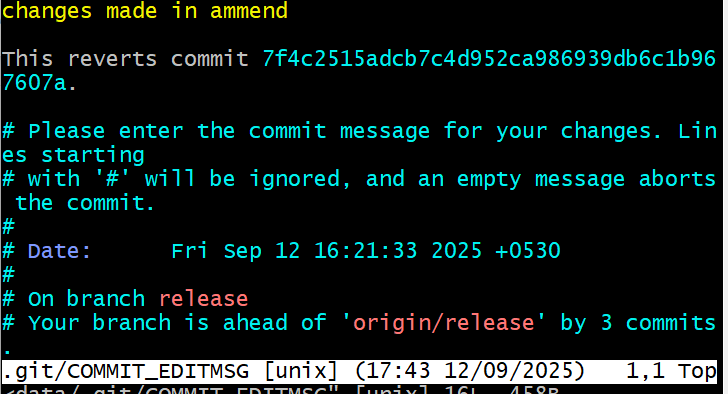 changes made in ammend
This reverts commit 7f4c2515adcb7c4d952ca986939db6c1b96
7607a.
# Please enter the commit message for your changes. Lin
es starting
# with '#' will be ignored, and an empty message aborts
 the commit.
#
# Date:      Fri Sep 12 16:21:33 2025 +0530
#
# On branch release
# Your branch is ahead of 'origin/release' by 3 commits
.
.git/COMMIT_EDITMSG [unix] (17:43 12/09/2025)   1,1 Top
<data/.git/COMMIT_EDITMSG" [unix] 16L, 458B